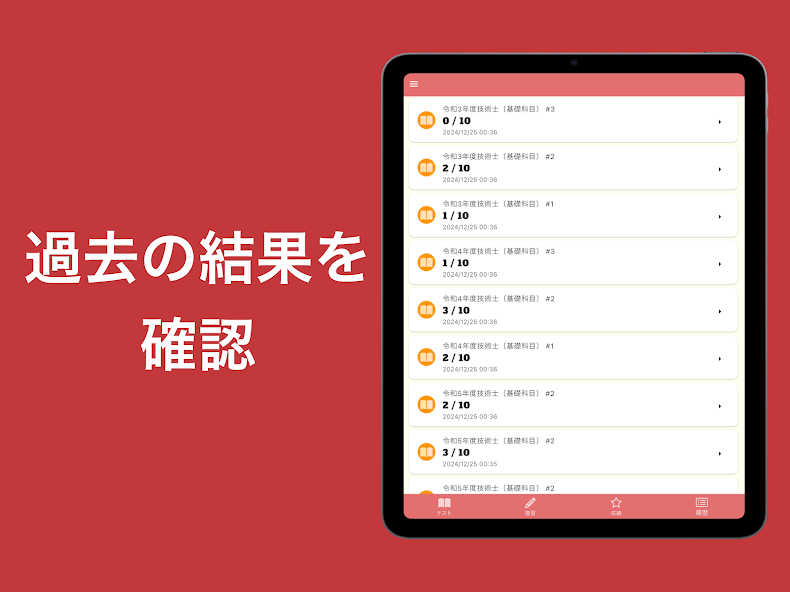 過去の結果を
確認
令和3年度技術士〔基礎科目〕 #3
0 / 10
2024/12/25 00:36
令和3年度技術士〔基礎科目〕 #2
2 / 10
2024/12/25 00:36
令和3年度技術士〔基礎科目〕 #1
1 / 10
2024/12/25 00:36
令和4年度技術士〔基礎科目〕 #3
1 / 10
2024/12/25 00:36
令和4年度技術士〔基礎科目〕 #2
3 / 10
2024/12/25 00:36
令和4年度技術士〔基礎科目〕 #1
2 / 10
2024/12/25 00:36
令和5年度技術士〔基礎科目〕 #2
2 / 10
2024/12/25 00:36
令和5年度技術士〔基礎科目〕 #2
3 / 10
2024/12/25 00:35
令和5年度技術士〔基礎科目〕 #2
テスト 復習 成績 履歴